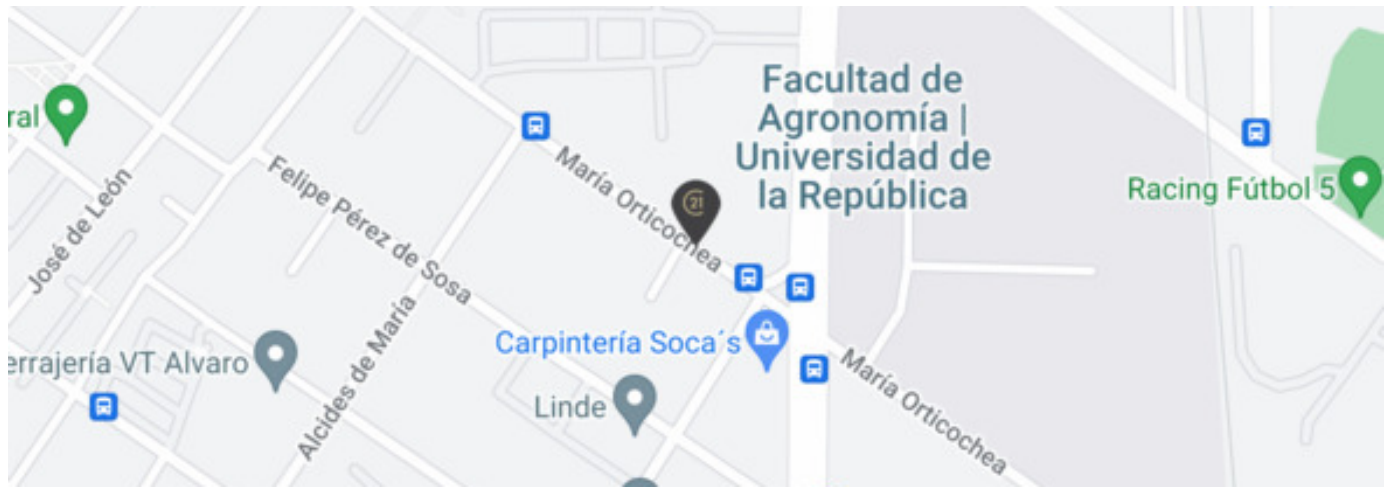 Facultad de
Agronomía |
Universidad de
la República
ral
María Orticochea
21
Racing Fútbol 5
José de León
Felipe Pérez de Sosa
Alcides de María
Carpintería Soca´s
errajería VT Alvaro
María Orticochea
Linde